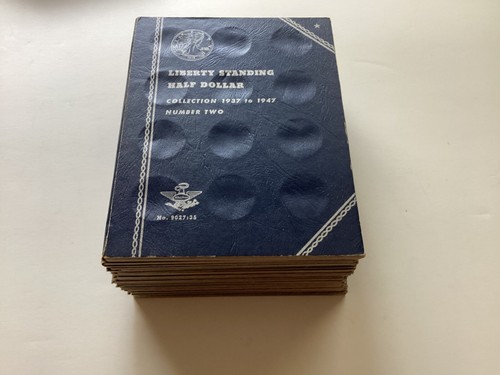 LIBERTY STANDING
HALF DOLLAR
COLLECTION 1937 to 1947
NUMBER TWO
No. 9027:25